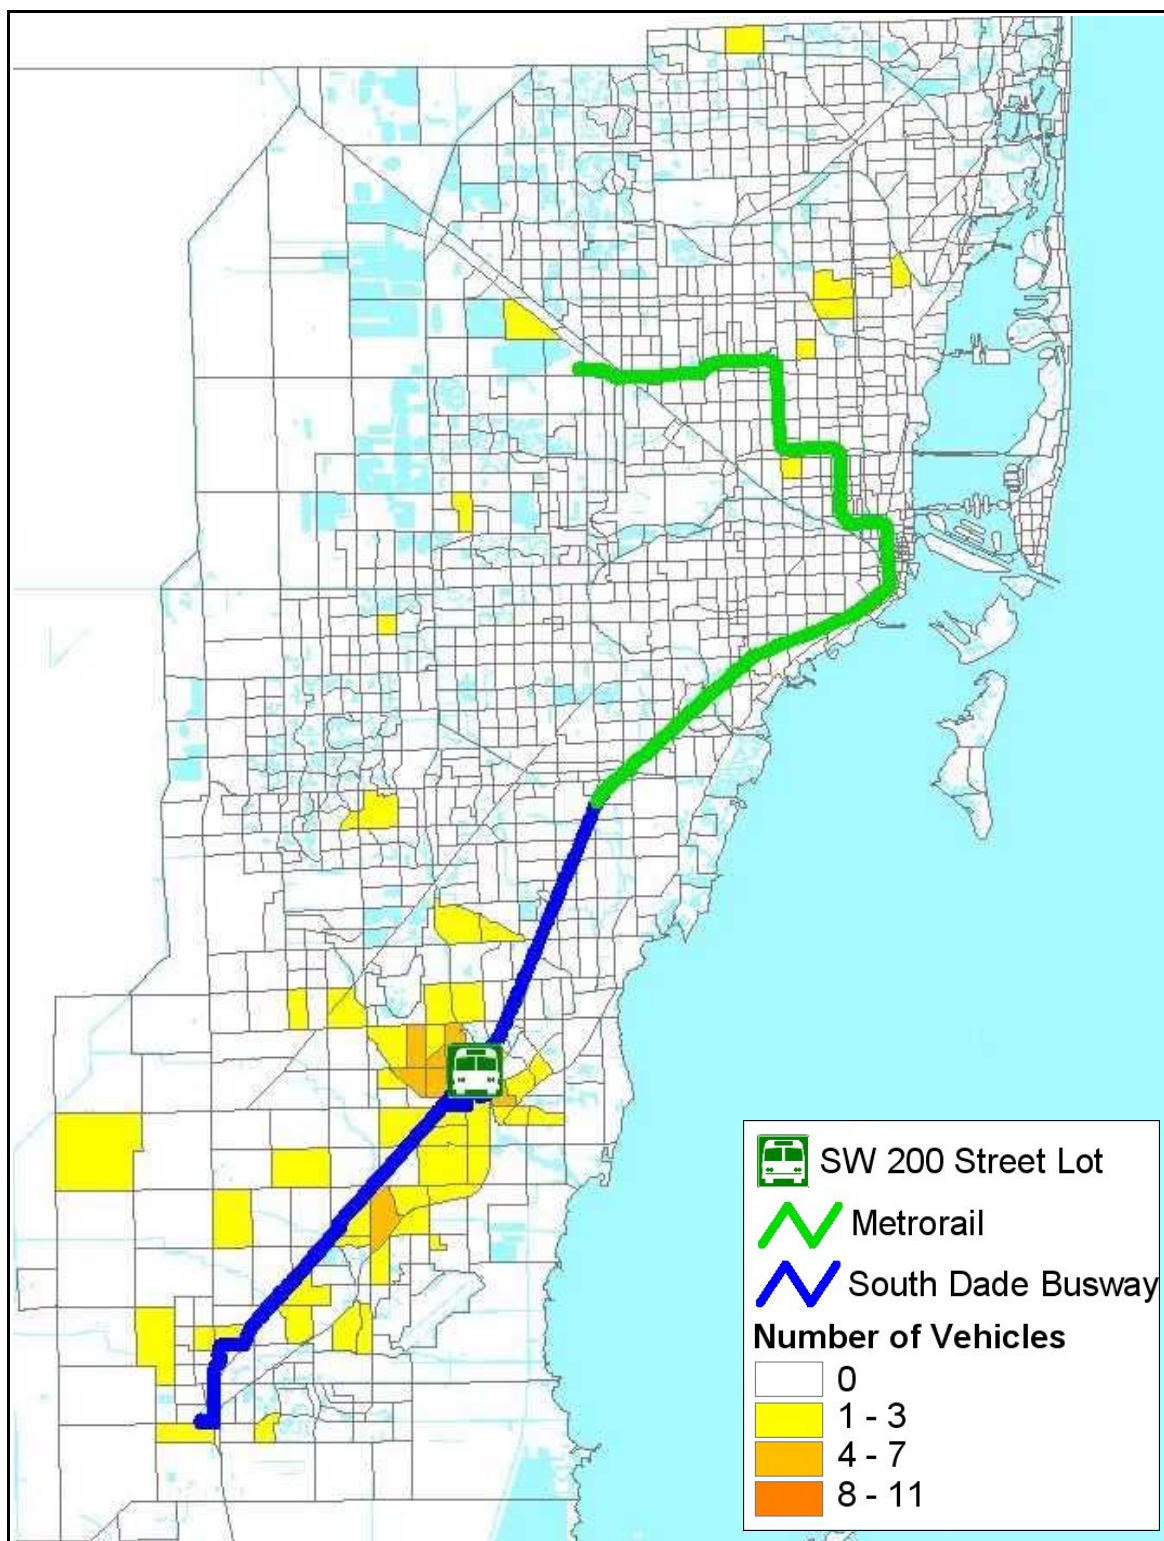 SW 200 Street Lot
Metrorail
South Dade Busway
Number of Vehicles
0
1 - 3
4 - 7
8 - 11